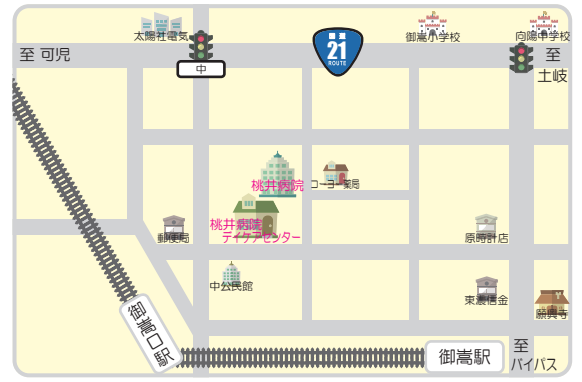 太陽社電気
国道
21
ROUTE
御嵩小学校
向陽中学校
至 可児
中
至
土岐
桃井病院
コーヨー薬局
桃井病院
デイケアセンター
郵便局
原時計店
中公民館
東濃信金
願興寺
御嵩口駅
御嵩駅
至
バイパス